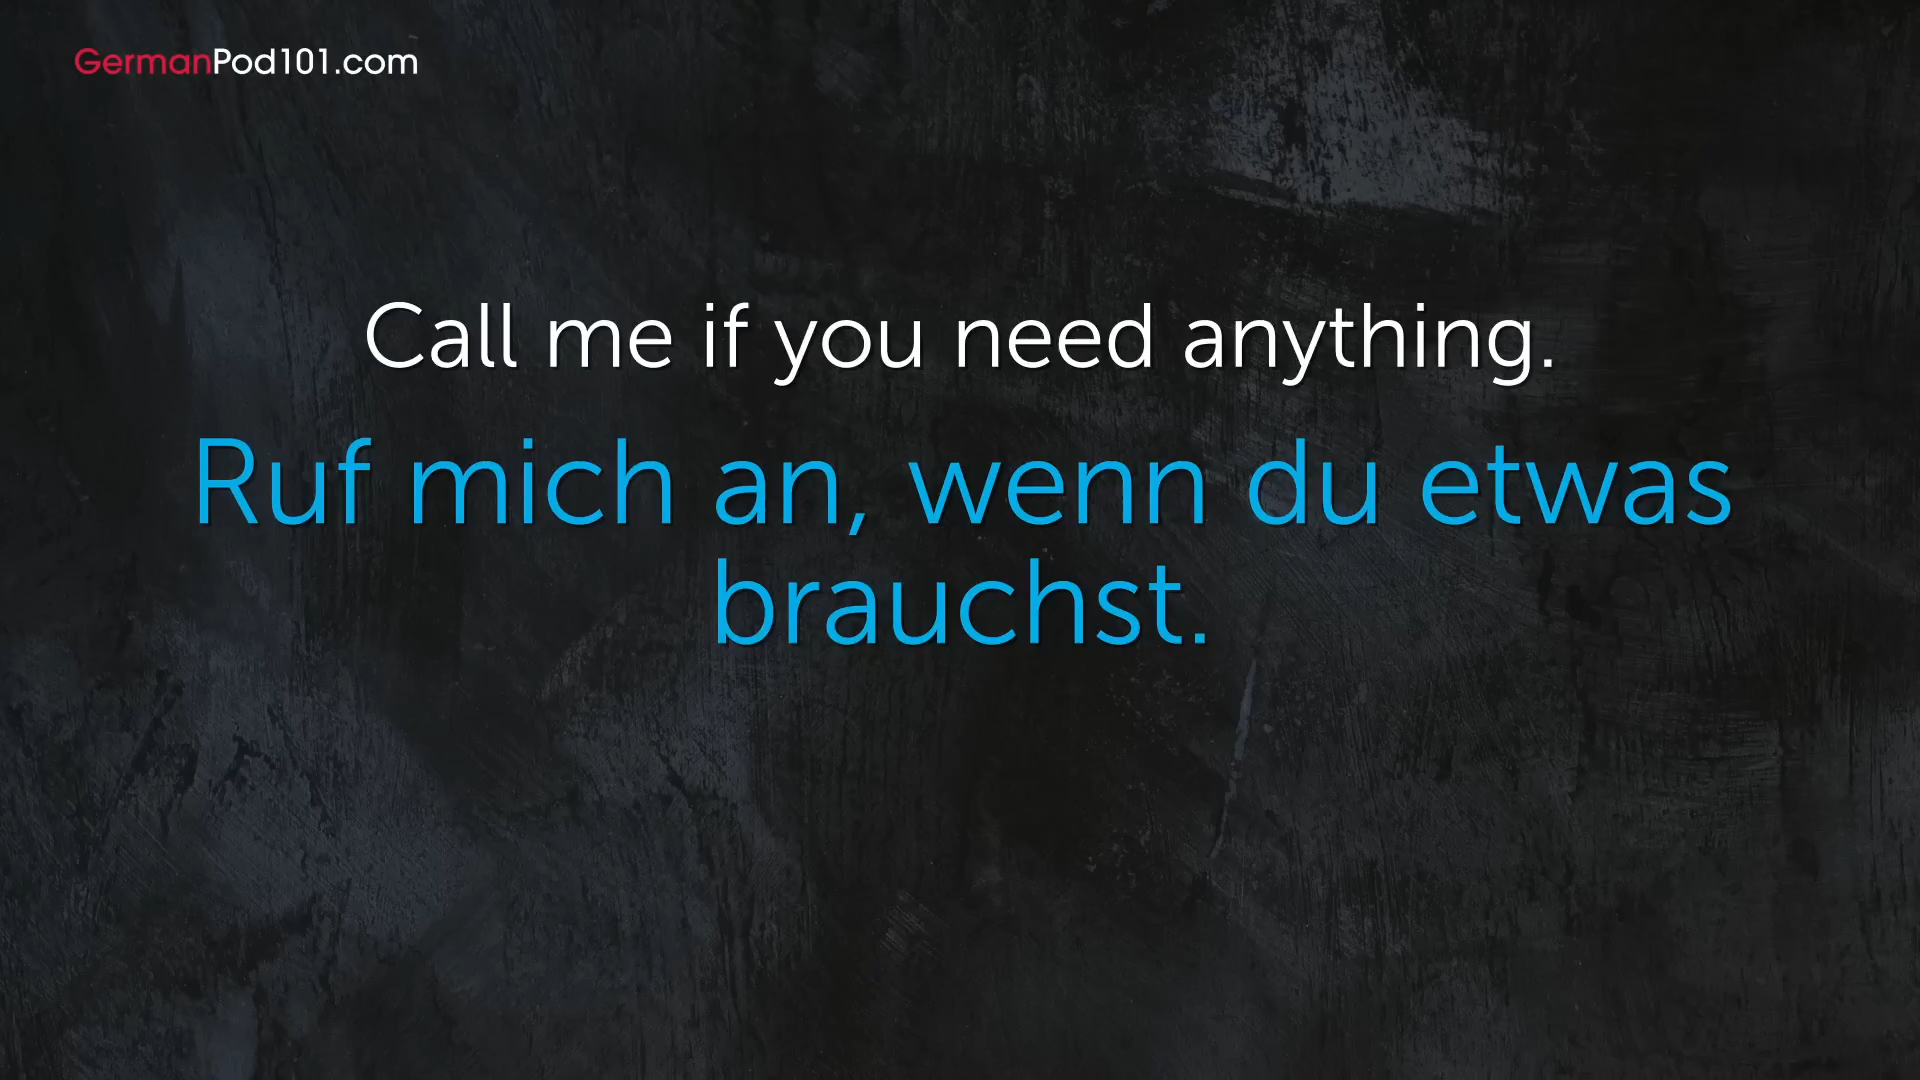 GermanPod101.com
Call me if you need anything.
Ruf mich an, wenn du etwas
brauchst.